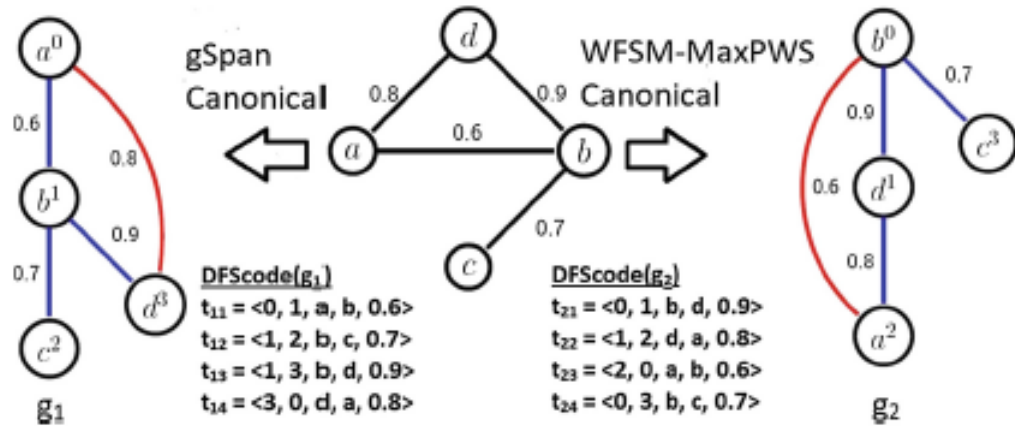 a⁰
0.6
0.8
b¹
0.9
0.7
d³
c²
g₁
gSpan
Canonical
d
0.8
0.9
0.6
a
b
0.7
c
WFSM-MaxPWS
Canonical
DFScode(g₁)
t₁₁ = <0, 1, a, b, 0.6>
t₁₂ = <1, 2, b, c, 0.7>
t₁₃ = <1, 3, b, d, 0.9>
t₁₄ = <3, 0, d, a, 0.8>
DFScode(g₂)
t₂₁ = <0, 1, b, d, 0.9>
t₂₂ = <1, 2, d, a, 0.8>
t₂₃ = <2, 0, a, b, 0.6>
t₂₄ = <0, 3, b, c, 0.7>
b⁰
0.7
0.9
c³
0.6
d¹
0.8
a²
g₂